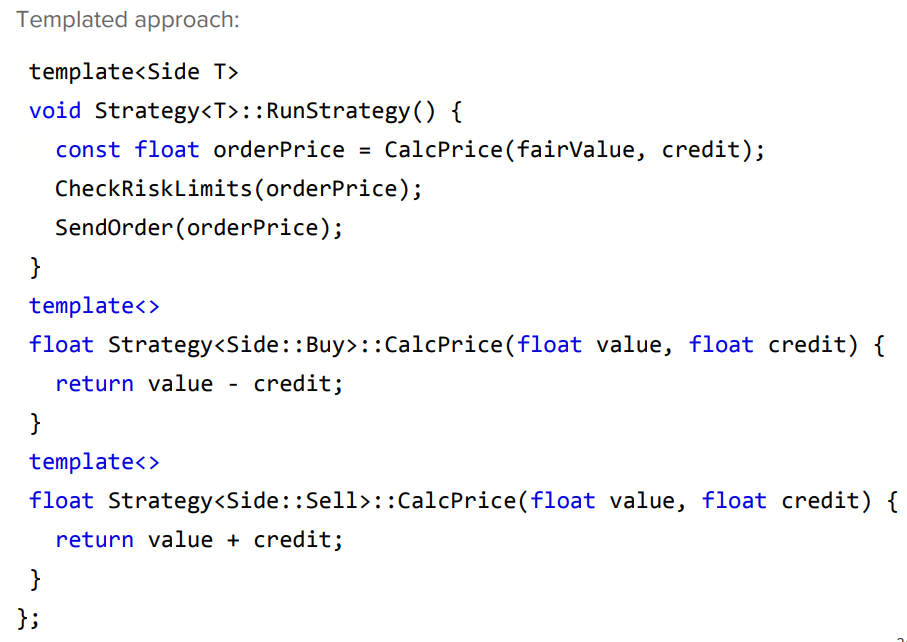 Templated approach:
template<Side T>
void Strategy<T>::RunStrategy() {
const float orderPrice = CalcPrice(fairValue, credit);
CheckRiskLimits(orderPrice);
SendOrder(orderPrice);
}
template<>
float Strategy<Side::Buy>::CalcPrice(float value, float credit) {
return value - credit;
}
template<>
float Strategy<Side::Sell>::CalcPrice(float value, float credit) {
return value + credit;
}
};